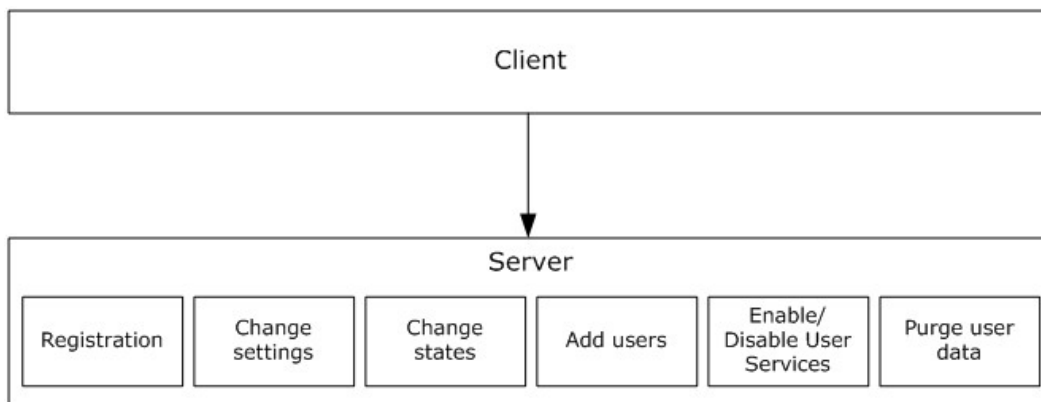 Client
Server
Registration
Change
settings
Change
states
Add users
Enable/
Disable User
Services
Purge user
data